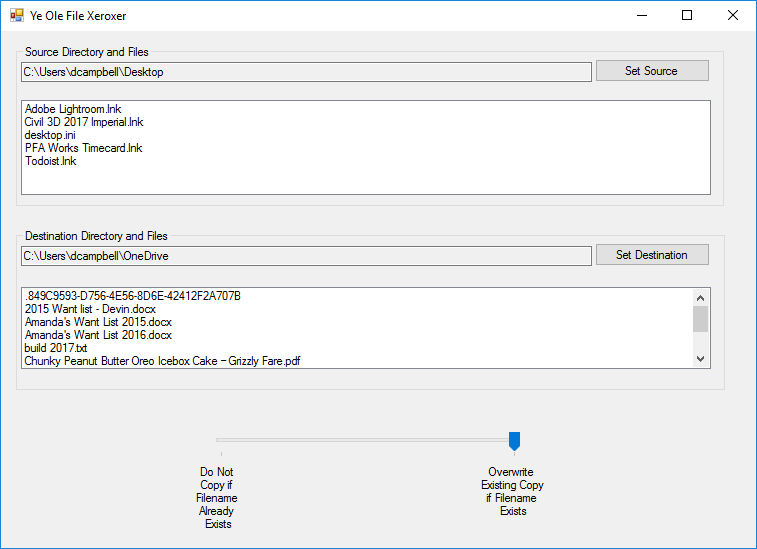 Ye Ole File Xeroxer
Source Directory and Files
C:\Users\dcampbell\Desktop
Set Source
Adobe Lightroom.lnk
Civil 3D 2017 Imperial.lnk
desktop.ini
PFA Works Timecard.lnk
Todoist.lnk
Destination Directory and Files
C:\Users\dcampbell\OneDrive
Set Destination
.849C9593-D756-4E56-8D6E-42412F2A707B
2015 Want list - Devin.docx
Amanda's Want List 2015.docx
Amanda's Want List 2016.docx
build 2017.txt
Chunky Peanut Butter Oreo Icebox Cake – Grizzly Fare.pdf
Do Not
Copy if
Filename
Already
Exists
Overwrite
Existing Copy
if Filename
Exists